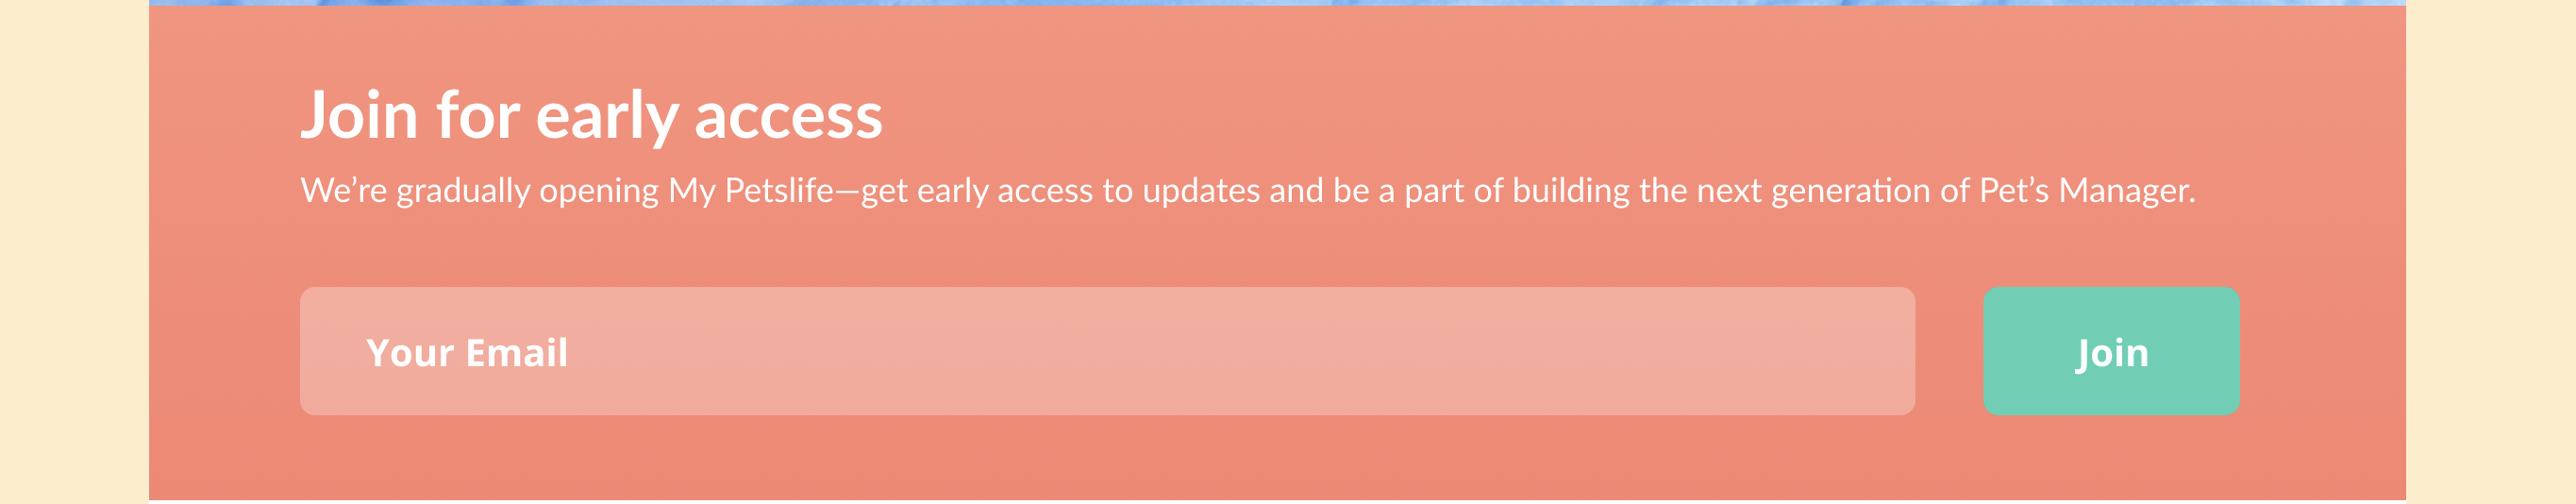 Join for early access
We’re gradually opening My Petslife—get early access to updates and be a part of building the next generation of Pet’s Manager.
Your Email
Join